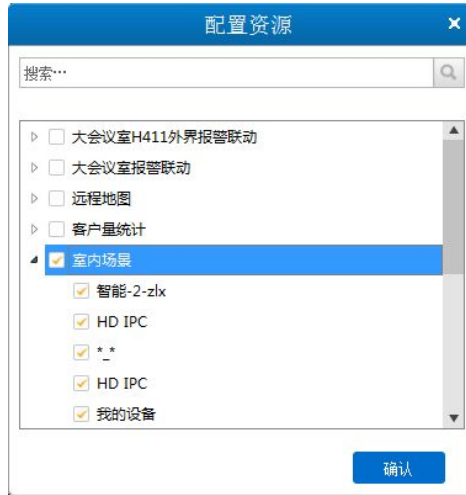 配置资源
搜索…
大会议室H411外界报警联动
大会议室报警联动
远程地图
客户量统计
室内场景
智能-2-zlx
HD IPC
*_*
HD IPC
我的设备
确认